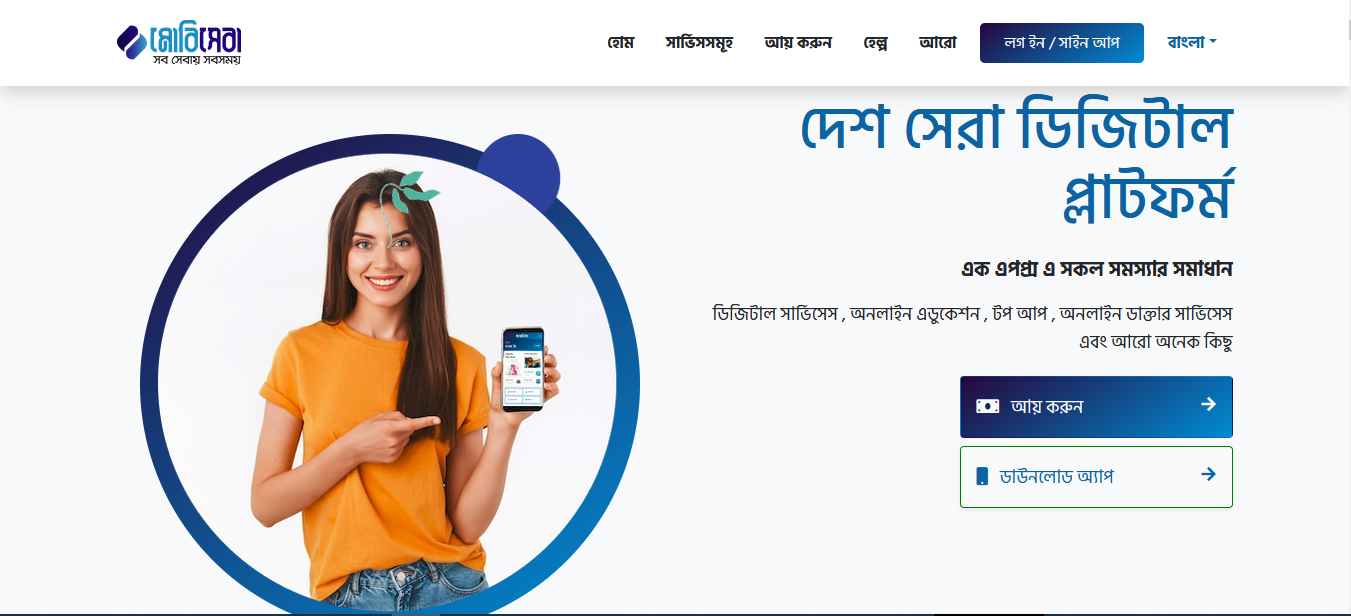 মোবিসেবা
সব সেবায় সবসময়
হোম
সার্ভিসসমূহ
আয় করুন
হেল্প
আরো
লগ ইন / সাইন আপ
বাংলা
দেশ সেরা ডিজিটাল
প্লাটফর্ম
এক এপপ্স এ সকল সমস্যার সমাধান
ডিজিটাল সার্ভিসেস , অনলাইন এডুকেশন , টপ আপ , অনলাইন ডাক্তার সার্ভিসেস
এবং আরো অনেক কিছু
আয় করুন
ডাউনলোড অ্যাপ